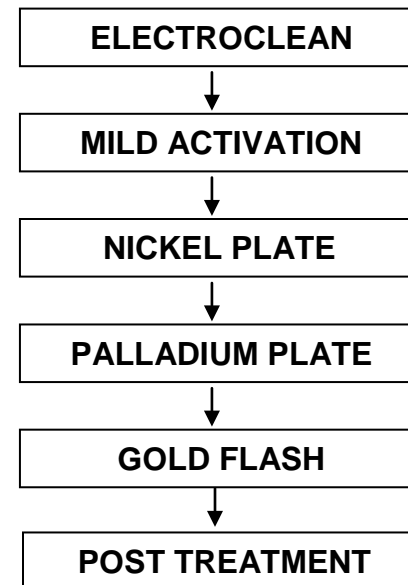 ELECTROCLEAN
MILD ACTIVATION
NICKEL PLATE
PALLADIUM PLATE
GOLD FLASH
POST TREATMENT